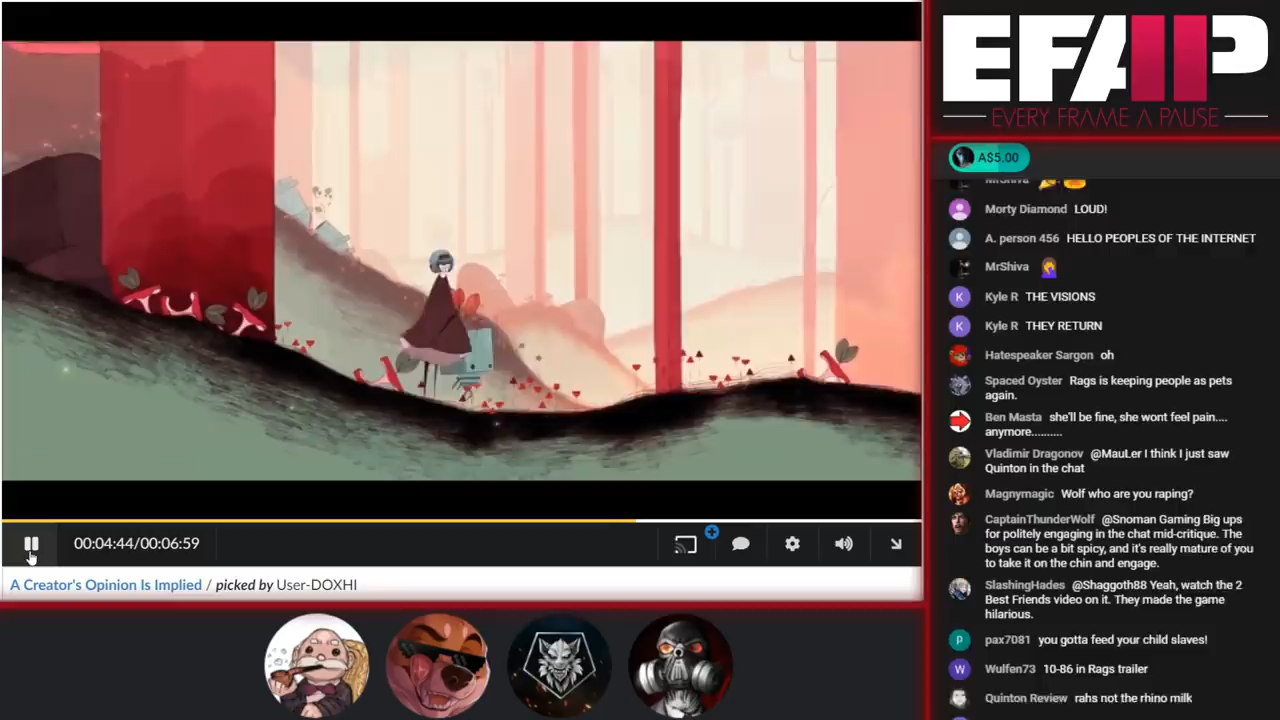 EFAP
EVERY FRAME A PAUSE
A$5.00
MrShiva
Morty Diamond LOUD!
A. person 456 HELLO PEOPLES OF THE INTERNET
MrShiva
Kyle R THE VISIONS
Kyle R THEY RETURN
Hatespeaker Sargon oh
Spaced Oyster Rags is keeping people as pets
again.
Ben Masta she'll be fine, she wont feel pain....
anymore..........
Vladimir Dragonov @MauLer I think I just saw
Quinton in the chat
Magnymagic Wolf who are you raping?
CaptainThunderWolf @Snoman Gaming Big ups
for politely engaging in the chat mid-critique. The
boys can be a bit spicy, and it's really mature of you
to take it on the chin and engage.
SlashingHades @Shaggoth88 Yeah, watch the 2
Best Friends video on it. They made the game
hilarious.
pax7081 you gotta feed your child slaves!
Wulfen73 10-86 in Rags trailer
Quinton Review rahs not the rhino milk
00:04:44/00:06:59
A Creator's Opinion Is Implied / picked by User-DOXHI